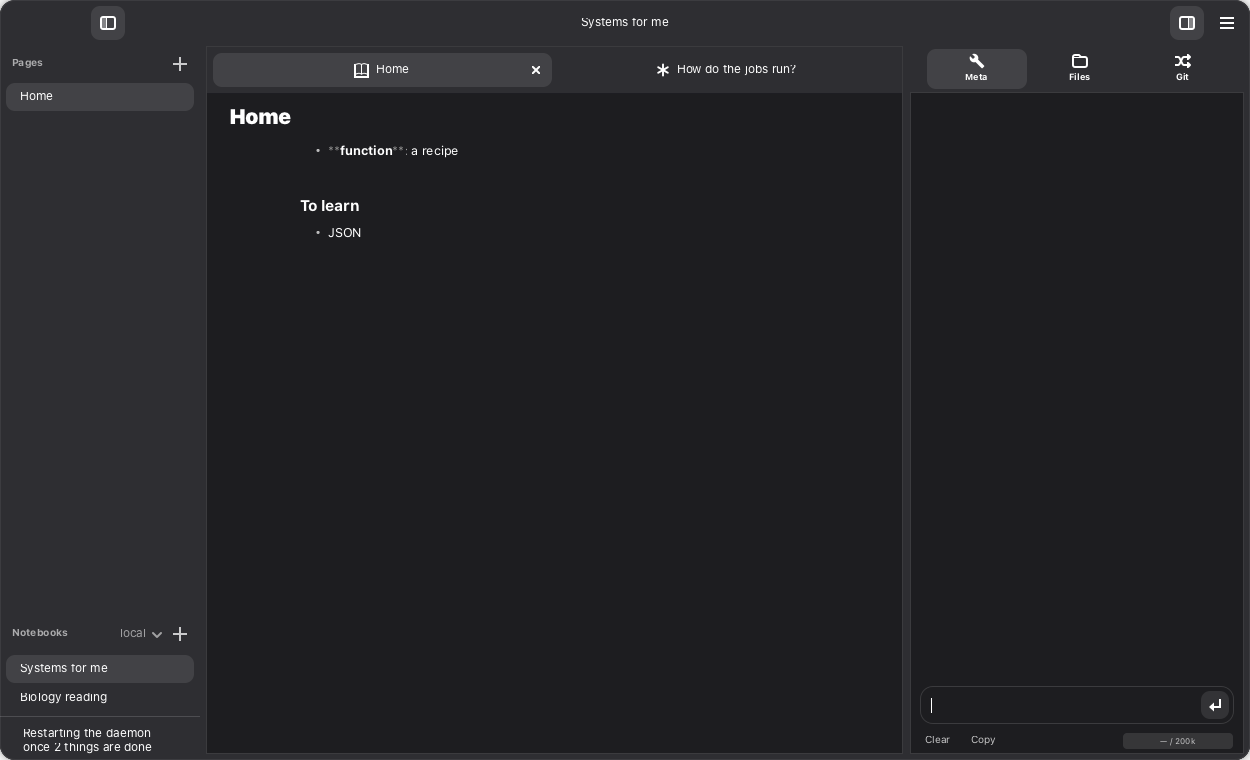 Systems for me
Pages
Home
Home
How do the jobs run?
Meta
Files
Git
Home
• **function**: a recipe
To learn
• JSON
Notebooks
local
Systems for me
Biology reading
Restarting the daemon
once 2 things are done
Clear
Copy
— / 200k